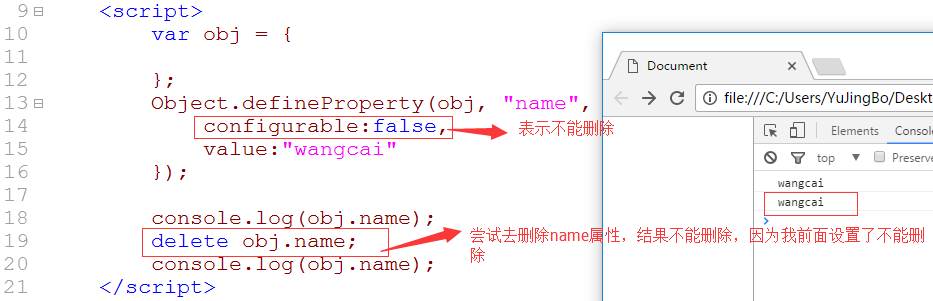 9 <script>
10 var obj = {
11
12 };
13 Object.defineProperty(obj, "name",
14 configurable:false,
表示不能删除
15 value:"wangcai"
16 });
17
18 console.log(obj.name);
19 delete obj.name;
尝试去删除name属性，结果不能删除，因为我前面设置了不能删
除
20 console.log(obj.name);
21 </script>
Document
file:///C:/Users/YuJingBo/Deskt
Elements Conso
top Preserve
wangcai
wangcai